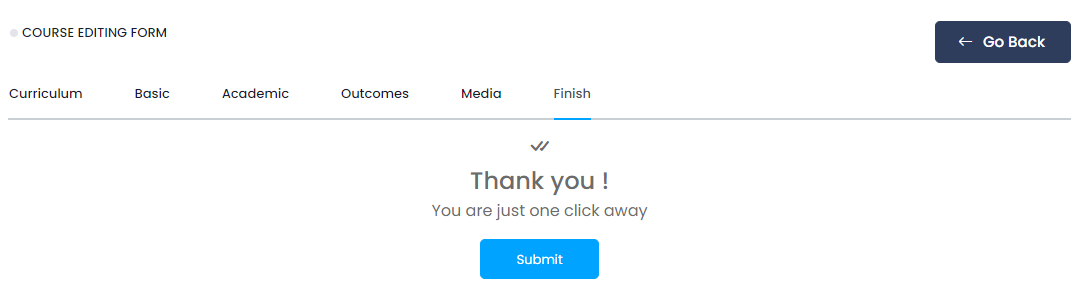 COURSE EDITING FORM
Go Back
Curriculum Basic Academic Outcomes Media Finish
Thank you !
You are just one click away
Submit